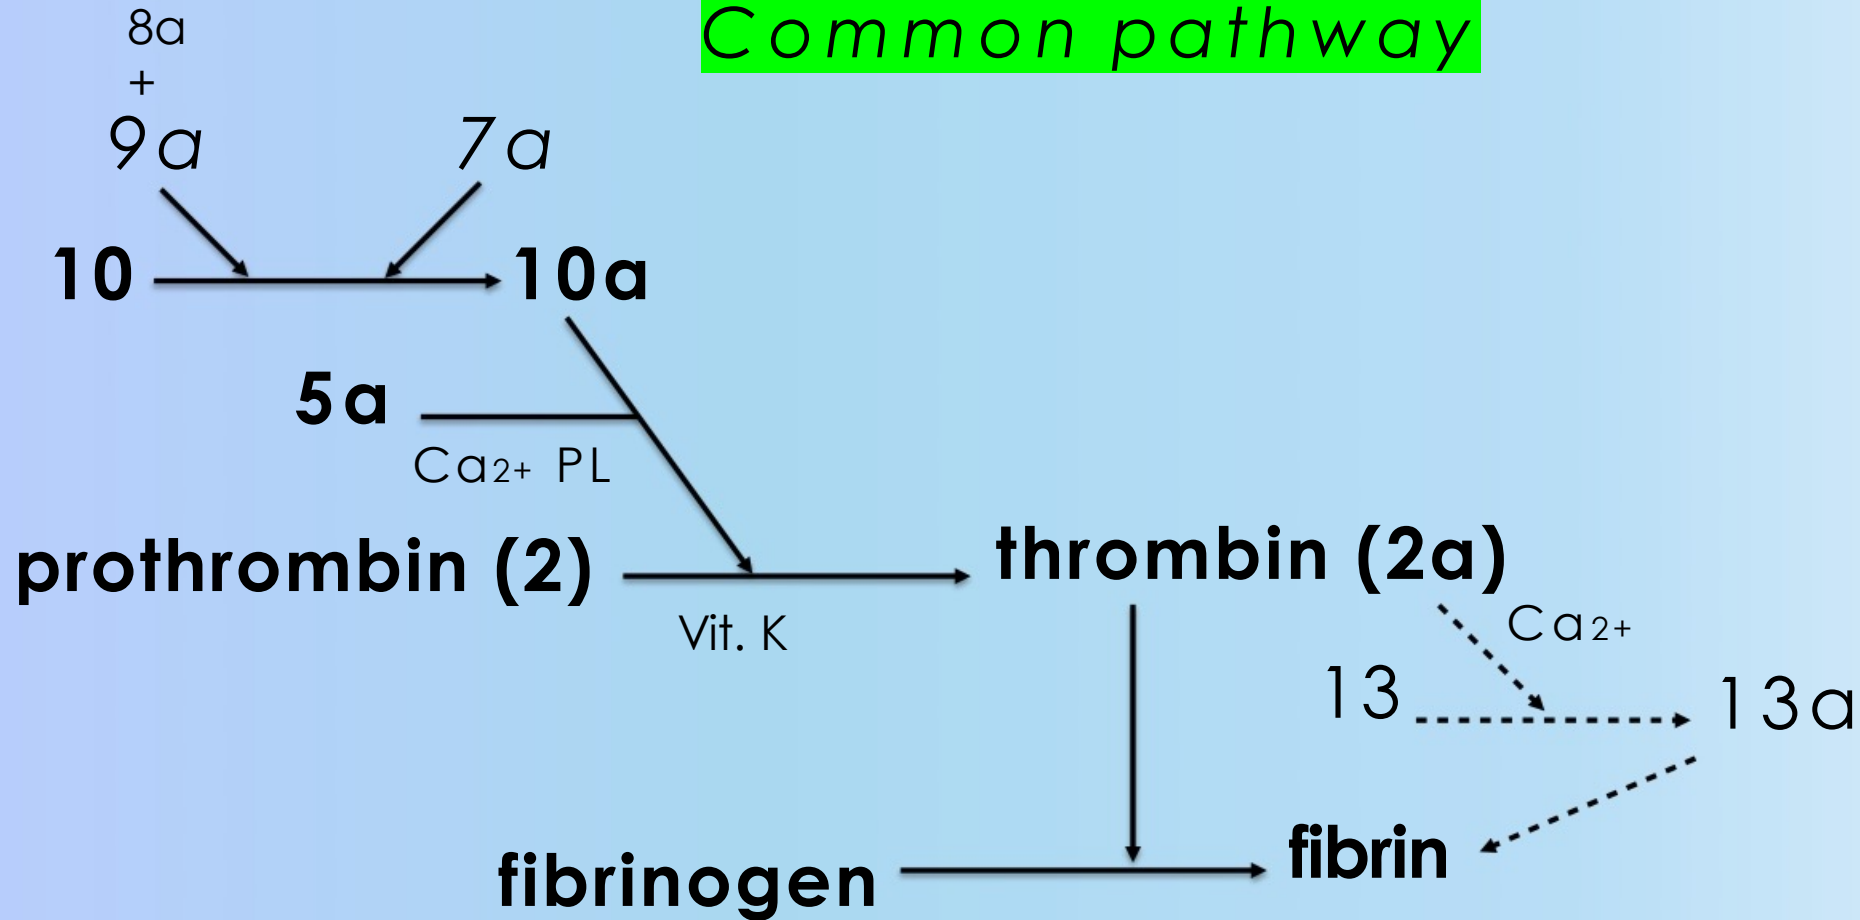 8a
Common pathway
+
9a 7a
10 10a
5a
Ca2+ PL
prothrombin (2) thrombin (2a)
Vit. K Ca2+
13 13a
fibrinogen fibrin